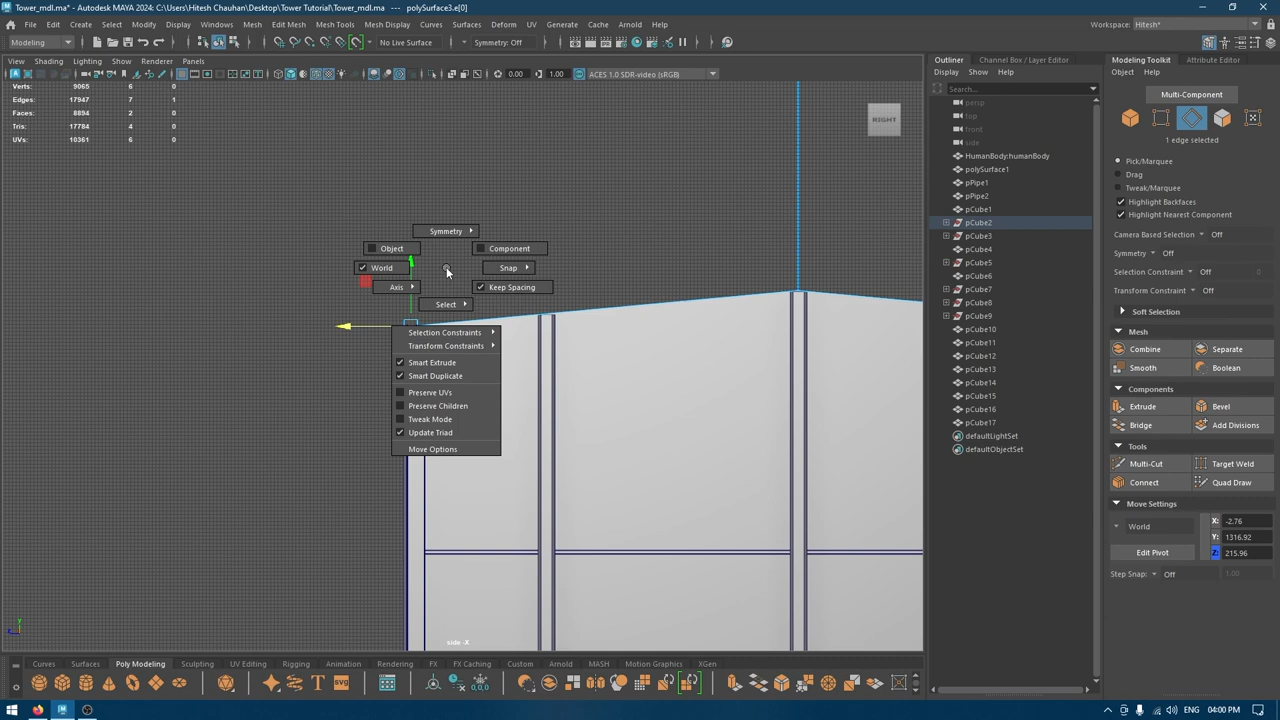 Tower_mdl.ma* - Autodesk MAYA 2024: C:\Users\Hitesh Chauhan\Desktop\Tower Tutorial\Tower_mdl.ma --- polySurface3.e[0]
File Edit Create Select Modify Display Windows Mesh Edit Mesh Mesh Tools Mesh Display Curves Surfaces Deform UV Generate Cache Arnold Help
Workspace: Hitesh*
Modeling
No Live Surface
Symmetry: Off
View Shading Lighting Show Renderer Panels
0.00
1.00
ACES 1.0 SDR-video (sRGB)
Verts: 9065 6 0
Edges: 17947 7 1
Faces: 8894 2 0
Tris: 17784 4 0
UVs: 10361 6 0
RIGHT
Symmetry
Object
Component
World
Snap
Axis
Keep Spacing
Select
Selection Constraints
Transform Constraints
Smart Extrude
Smart Duplicate
Preserve UVs
Preserve Children
Tweak Mode
Update Triad
Move Options
side -X
y
Outliner
Channel Box / Layer Editor
Display Show Help
Search...
persp
top
front
side
HumanBody:humanBody
polySurface1
pPipe1
pPipe2
pCube1
pCube2
pCube3
pCube4
pCube5
pCube6
pCube7
pCube8
pCube9
pCube10
pCube11
pCube12
pCube13
pCube14
pCube15
pCube16
pCube17
defaultLightSet
defaultObjectSet
Modeling Toolkit
Attribute Editor
Object Help
Multi-Component
1 edge selected
Pick/Marquee
Drag
Tweak/Marquee
Highlight Backfaces
Highlight Nearest Component
Camera Based Selection Off
Symmetry Off
Selection Constraint Off
Transform Constraint Off
Soft Selection
Mesh
Combine Separate
Smooth Boolean
Components
Extrude Bevel
Bridge Add Divisions
Tools
Multi-Cut Target Weld
Connect Quad Draw
Move Settings
World
X: -2.76
Y: 1316.92
Edit Pivot
Z: 215.96
Step Snap: Off 1.00
Curves Surfaces Poly Modeling Sculpting UV Editing Rigging Animation Rendering FX FX Caching Custom Arnold MASH Motion Graphics XGen
SVG
0,0,0
ENG 04:00 PM